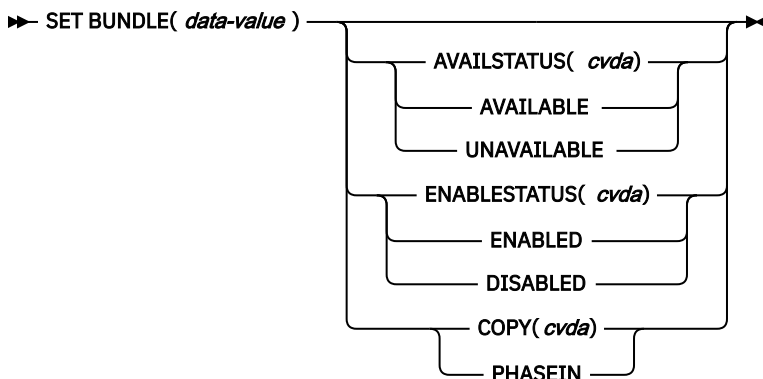 SET BUNDLE( data-value )
AVAILSTATUS( cvda)
AVAILABLE
UNAVAILABLE
ENABLESTATUS( cvda)
ENABLED
DISABLED
COPY( cvda)
PHASEIN